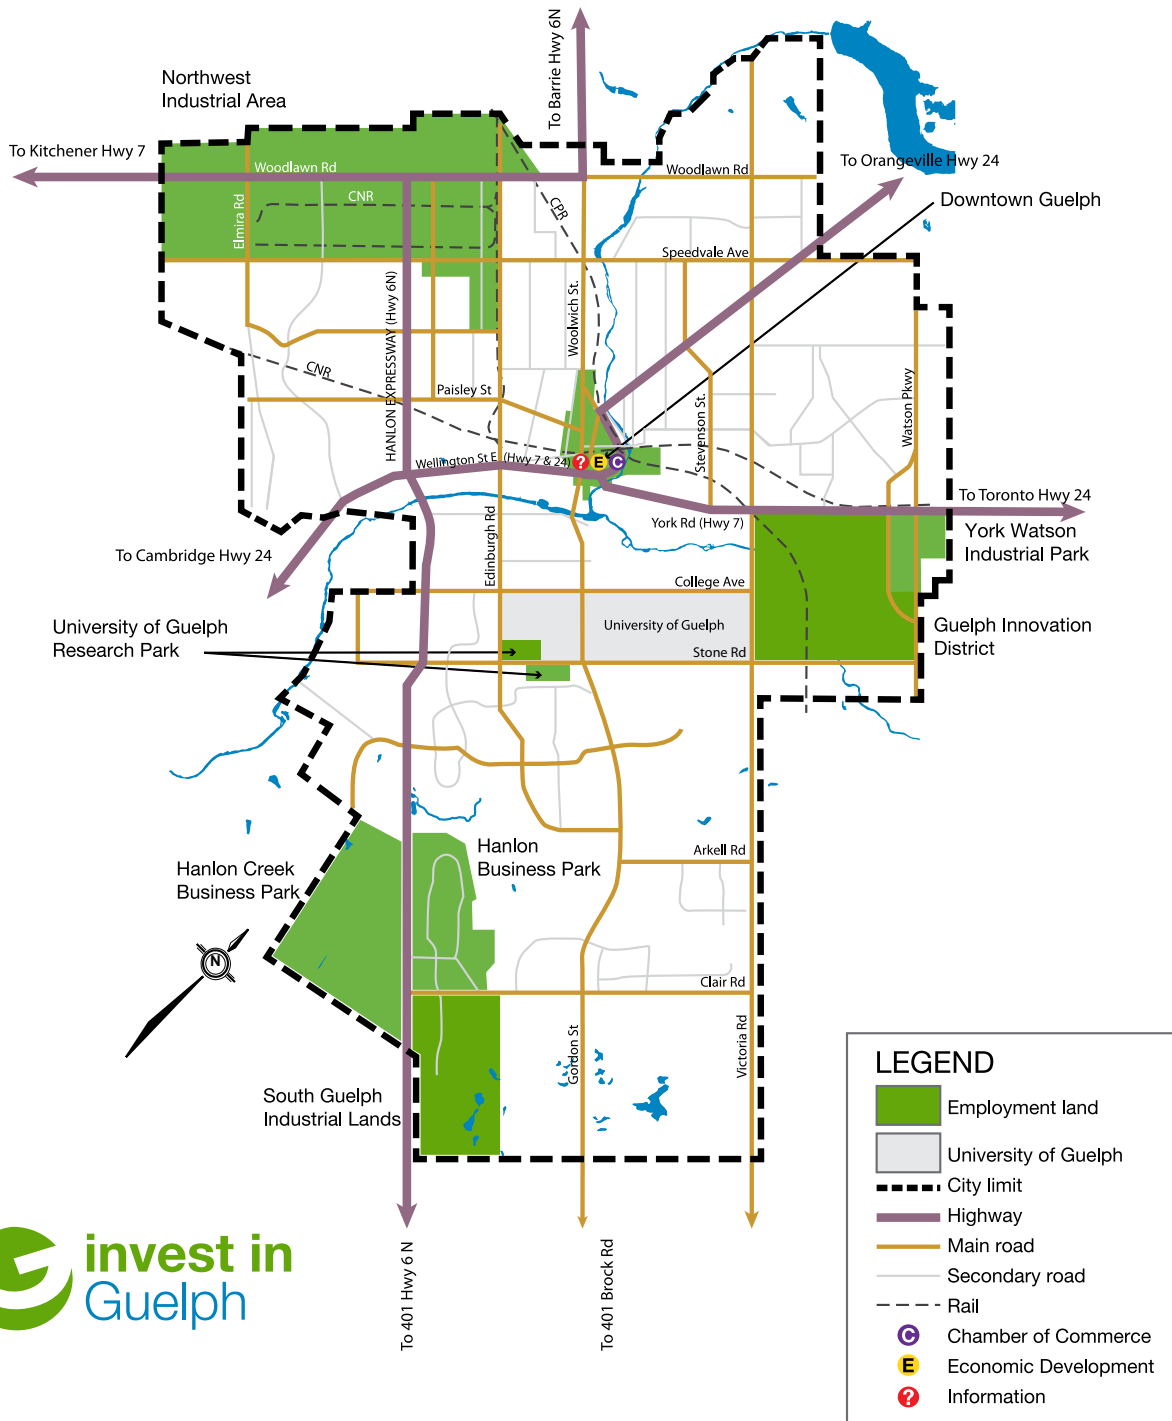 To Barrie Hwy 6N
Northwest
Industrial Area
To Kitchener Hwy 7
Woodlawn Rd
Woodlawn Rd
To Orangeville Hwy 24
Downtown Guelph
CNR
CPR
Elmira Rd
Speedvale Ave
HANLON EXPRESSWAY (Hwy 6N)
Woolwich St.
CNR
Paisley St
Stevenson St.
Watson Pkwy
Wellington St E (Hwy 7 & 24)
?
E
C
To Toronto Hwy 24
York Rd (Hwy 7)
York Watson
Industrial Park
To Cambridge Hwy 24
Edinburgh Rd
College Ave
University of Guelph
Research Park
University of Guelph
Guelph Innovation
District
Stone Rd
Hanlon
Business Park
Arkell Rd
Hanlon Creek
Business Park
N
Clair Rd
Gordon St
Victoria Rd
South Guelph
Industrial Lands
To 401 Hwy 6 N
To 401 Brock Rd
LEGEND
Employment land
University of Guelph
City limit
Highway
Main road
Secondary road
Rail
C
Chamber of Commerce
E
Economic Development
?
Information
invest in
Guelph